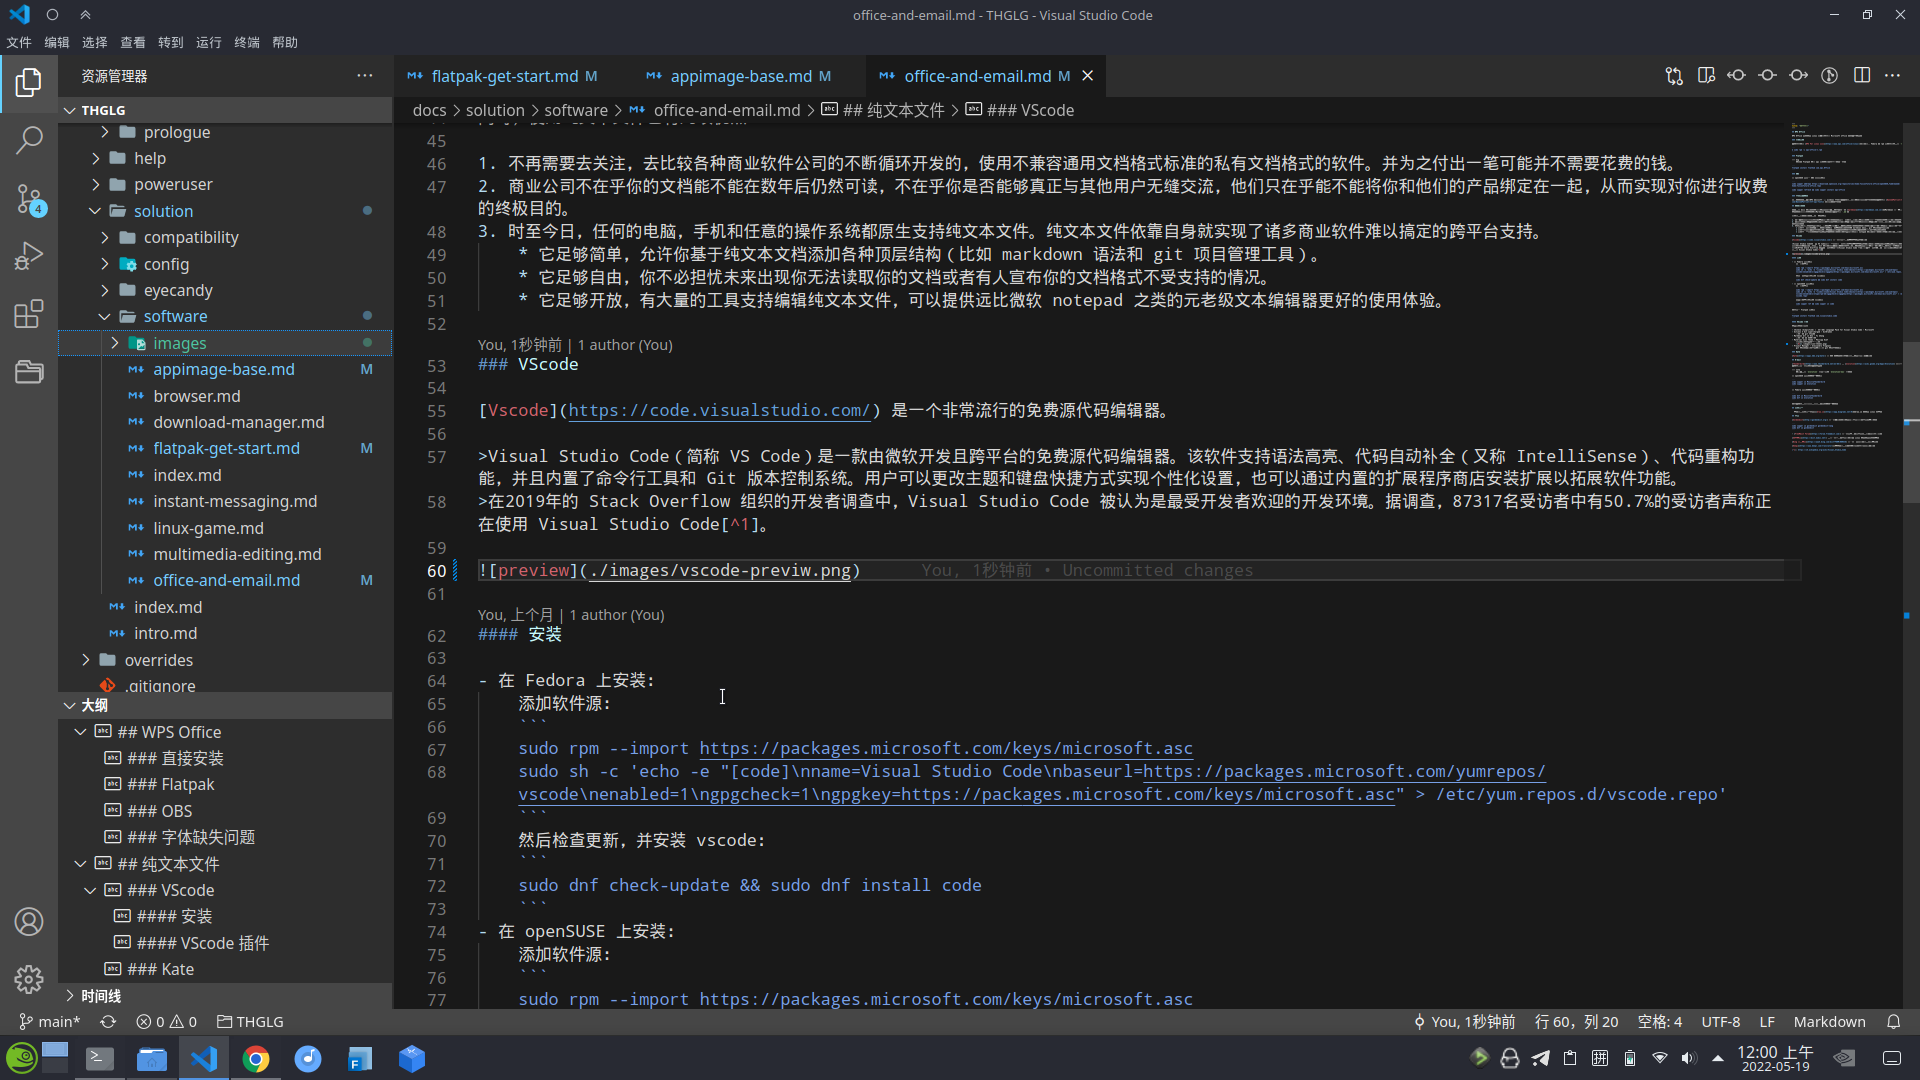 office-and-email.md - THGLG - Visual Studio Code
文件 编辑 选择 查看 转到 运行 终端 帮助
资源管理器
THGLG
prologue
help
poweruser
solution
compatibility
config
eyecandy
software
images
appimage-base.md M
browser.md
download-manager.md
flatpak-get-start.md M
index.md
instant-messaging.md
linux-game.md
multimedia-editing.md
office-and-email.md M
index.md
intro.md
overrides
.gitignore
大纲
## WPS Office
### 直接安装
### Flatpak
### OBS
### 字体缺失问题
## 纯文本文件
### VScode
#### 安装
#### VScode 插件
### Kate
时间线
4
flatpak-get-start.md M appimage-base.md M office-and-email.md M
docs > solution > software > office-and-email.md > ## 纯文本文件 > ### VScode
45
46 1. 不再需要去关注，去比较各种商业软件公司的不断循环开发的，使用不兼容通用文档格式标准的私有文档格式的软件。并为之付出一笔可能并不需要花费的钱。
47 2. 商业公司不在乎你的文档能不能在数年后仍然可读，不在乎你是否能够真正与其他用户无缝交流，他们只在乎能不能将你和他们的产品绑定在一起，从而实现对你进行收费
的终极目的。
48 3. 时至今日，任何的电脑，手机和任意的操作系统都原生支持纯文本文件。纯文本文件依靠自身就实现了诸多商业软件难以搞定的跨平台支持。
49 * 它足够简单，允许你基于纯文本文档添加各种顶层结构（比如 markdown 语法和 git 项目管理工具）。
50 * 它足够自由，你不必担忧未来出现你无法读取你的文档或者有人宣布你的文档格式不受支持的情况。
51 * 它足够开放，有大量的工具支持编辑纯文本文件，可以提供远比微软 notepad 之类的元老级文本编辑器更好的使用体验。
52
You, 1秒钟前 | 1 author (You)
53 ### VScode
54
55 [Vscode](https://code.visualstudio.com/) 是一个非常流行的免费源代码编辑器。
56
57 >Visual Studio Code（简称 VS Code）是一款由微软开发且跨平台的免费源代码编辑器。该软件支持语法高亮、代码自动补全（又称 IntelliSense）、代码重构功
能，并且内置了命令行工具和 Git 版本控制系统。用户可以更改主题和键盘快捷方式实现个性化设置，也可以通过内置的扩展程序商店安装扩展以拓展软件功能。
58 >在2019年的 Stack Overflow 组织的开发者调查中，Visual Studio Code 被认为是最受开发者欢迎的开发环境。据调查，87317名受访者中有50.7%的受访者声称正
在使用 Visual Studio Code[^1]。
59
60 ![preview](./images/vscode-previw.png) You, 1秒钟前 • Uncommitted changes
61
You, 上个月 | 1 author (You)
62 #### 安装
63
64 - 在 Fedora 上安装:
65 添加软件源:
66 ```
67 sudo rpm --import https://packages.microsoft.com/keys/microsoft.asc
68 sudo sh -c 'echo -e "[code]\nname=Visual Studio Code\nbaseurl=https://packages.microsoft.com/yumrepos/
vscode\nenabled=1\ngpgcheck=1\ngpgkey=https://packages.microsoft.com/keys/microsoft.asc" > /etc/yum.repos.d/vscode.repo'
69 ```
70 然后检查更新，并安装 vscode:
71 ```
72 sudo dnf check-update && sudo dnf install code
73 ```
74 - 在 openSUSE 上安装:
75 添加软件源:
76 ```
77 sudo rpm --import https://packages.microsoft.com/keys/microsoft.asc
main* 0 0 THGLG You, 1秒钟前 行 60，列 20 空格: 4 UTF-8 LF Markdown
12:00 上午
2022-05-19